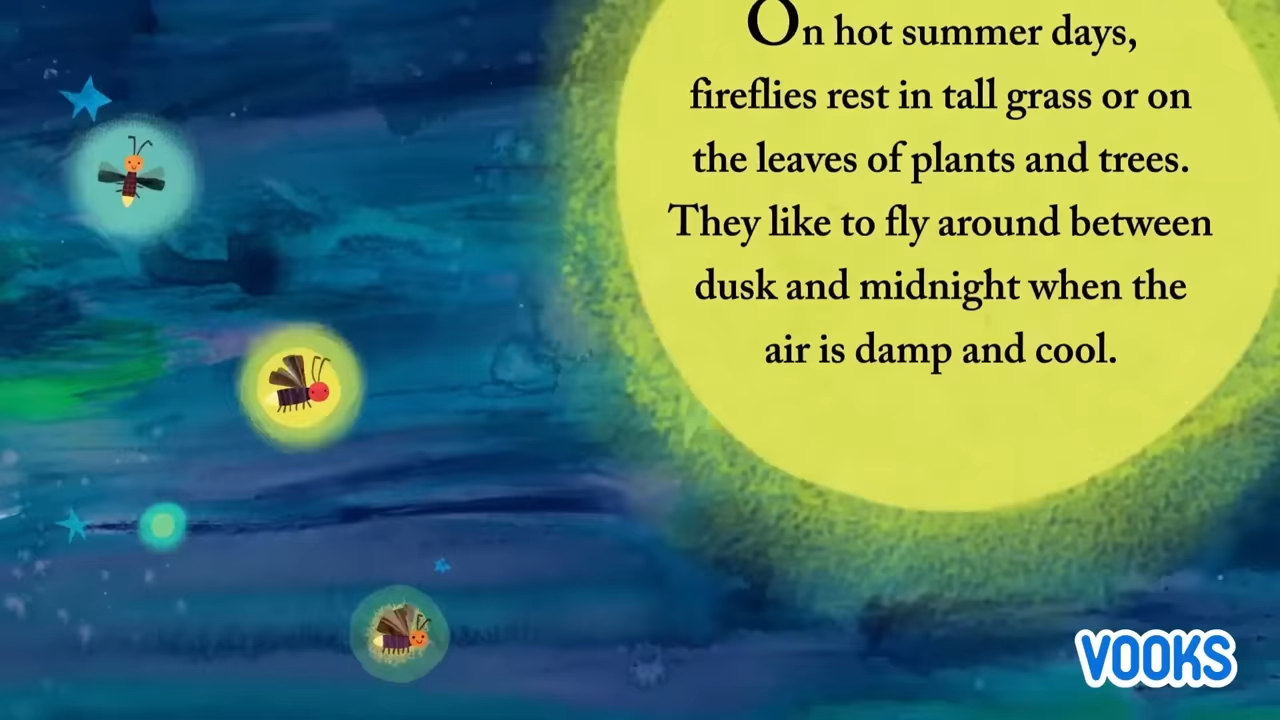 On hot summer days,
fireflies rest in tall grass or on
the leaves of plants and trees.
They like to fly around between
dusk and midnight when the
air is damp and cool.
VOOKS